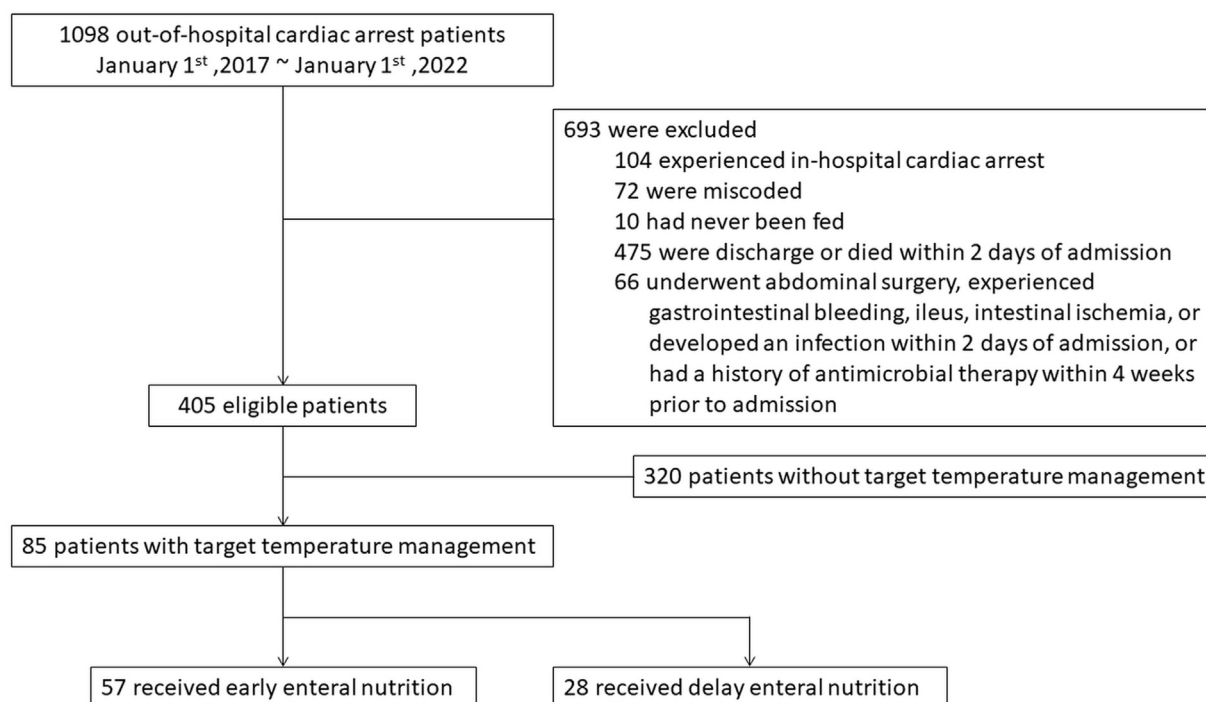 1098 out-of-hospital cardiac arrest patients
January 1st ,2017 ~ January 1st ,2022
693 were excluded
104 experienced in-hospital cardiac arrest
72 were miscoded
10 had never been fed
475 were discharge or died within 2 days of admission
66 underwent abdominal surgery, experienced
gastrointestinal bleeding, ileus, intestinal ischemia, or
developed an infection within 2 days of admission, or
had a history of antimicrobial therapy within 4 weeks
prior to admission
405 eligible patients
320 patients without target temperature management
85 patients with target temperature management
57 received early enteral nutrition
28 received delay enteral nutrition